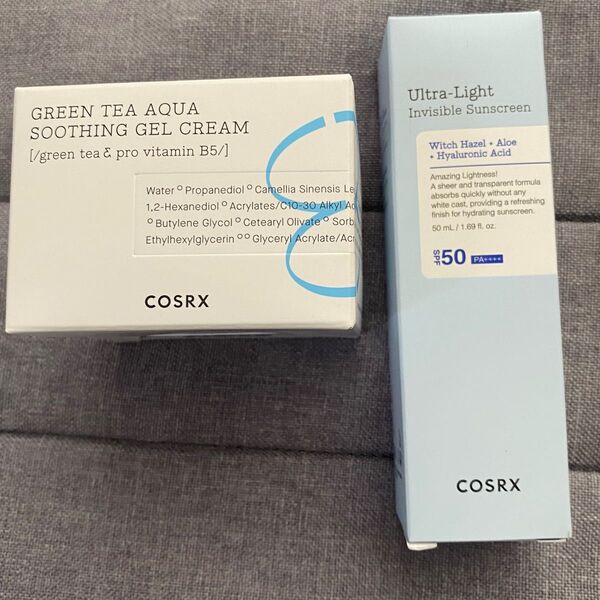 GREEN TEA AQUA
SOOTHING GEL CREAM
[/green tea & pro vitamin B5/]
Water Propanediol Camellia Sinensis Le
1,2-Hexanediol Acrylates/C10-30 Alkyl Ac
Butylene Glycol Cetearyl Olivate Sorb
Ethylhexylglycerin Glyceryl Acrylate/Acr
COSRX
Ultra-Light
Invisible Sunscreen
Witch Hazel + Aloe
+ Hyaluronic Acid
Amazing Lightness!
A sheer and transparent formula
absorbs quickly without any
white cast, providing a refreshing
finish for hydrating sunscreen.
50 mL / 1.69 fl. oz.
SPF 50 PA++++
COSRX